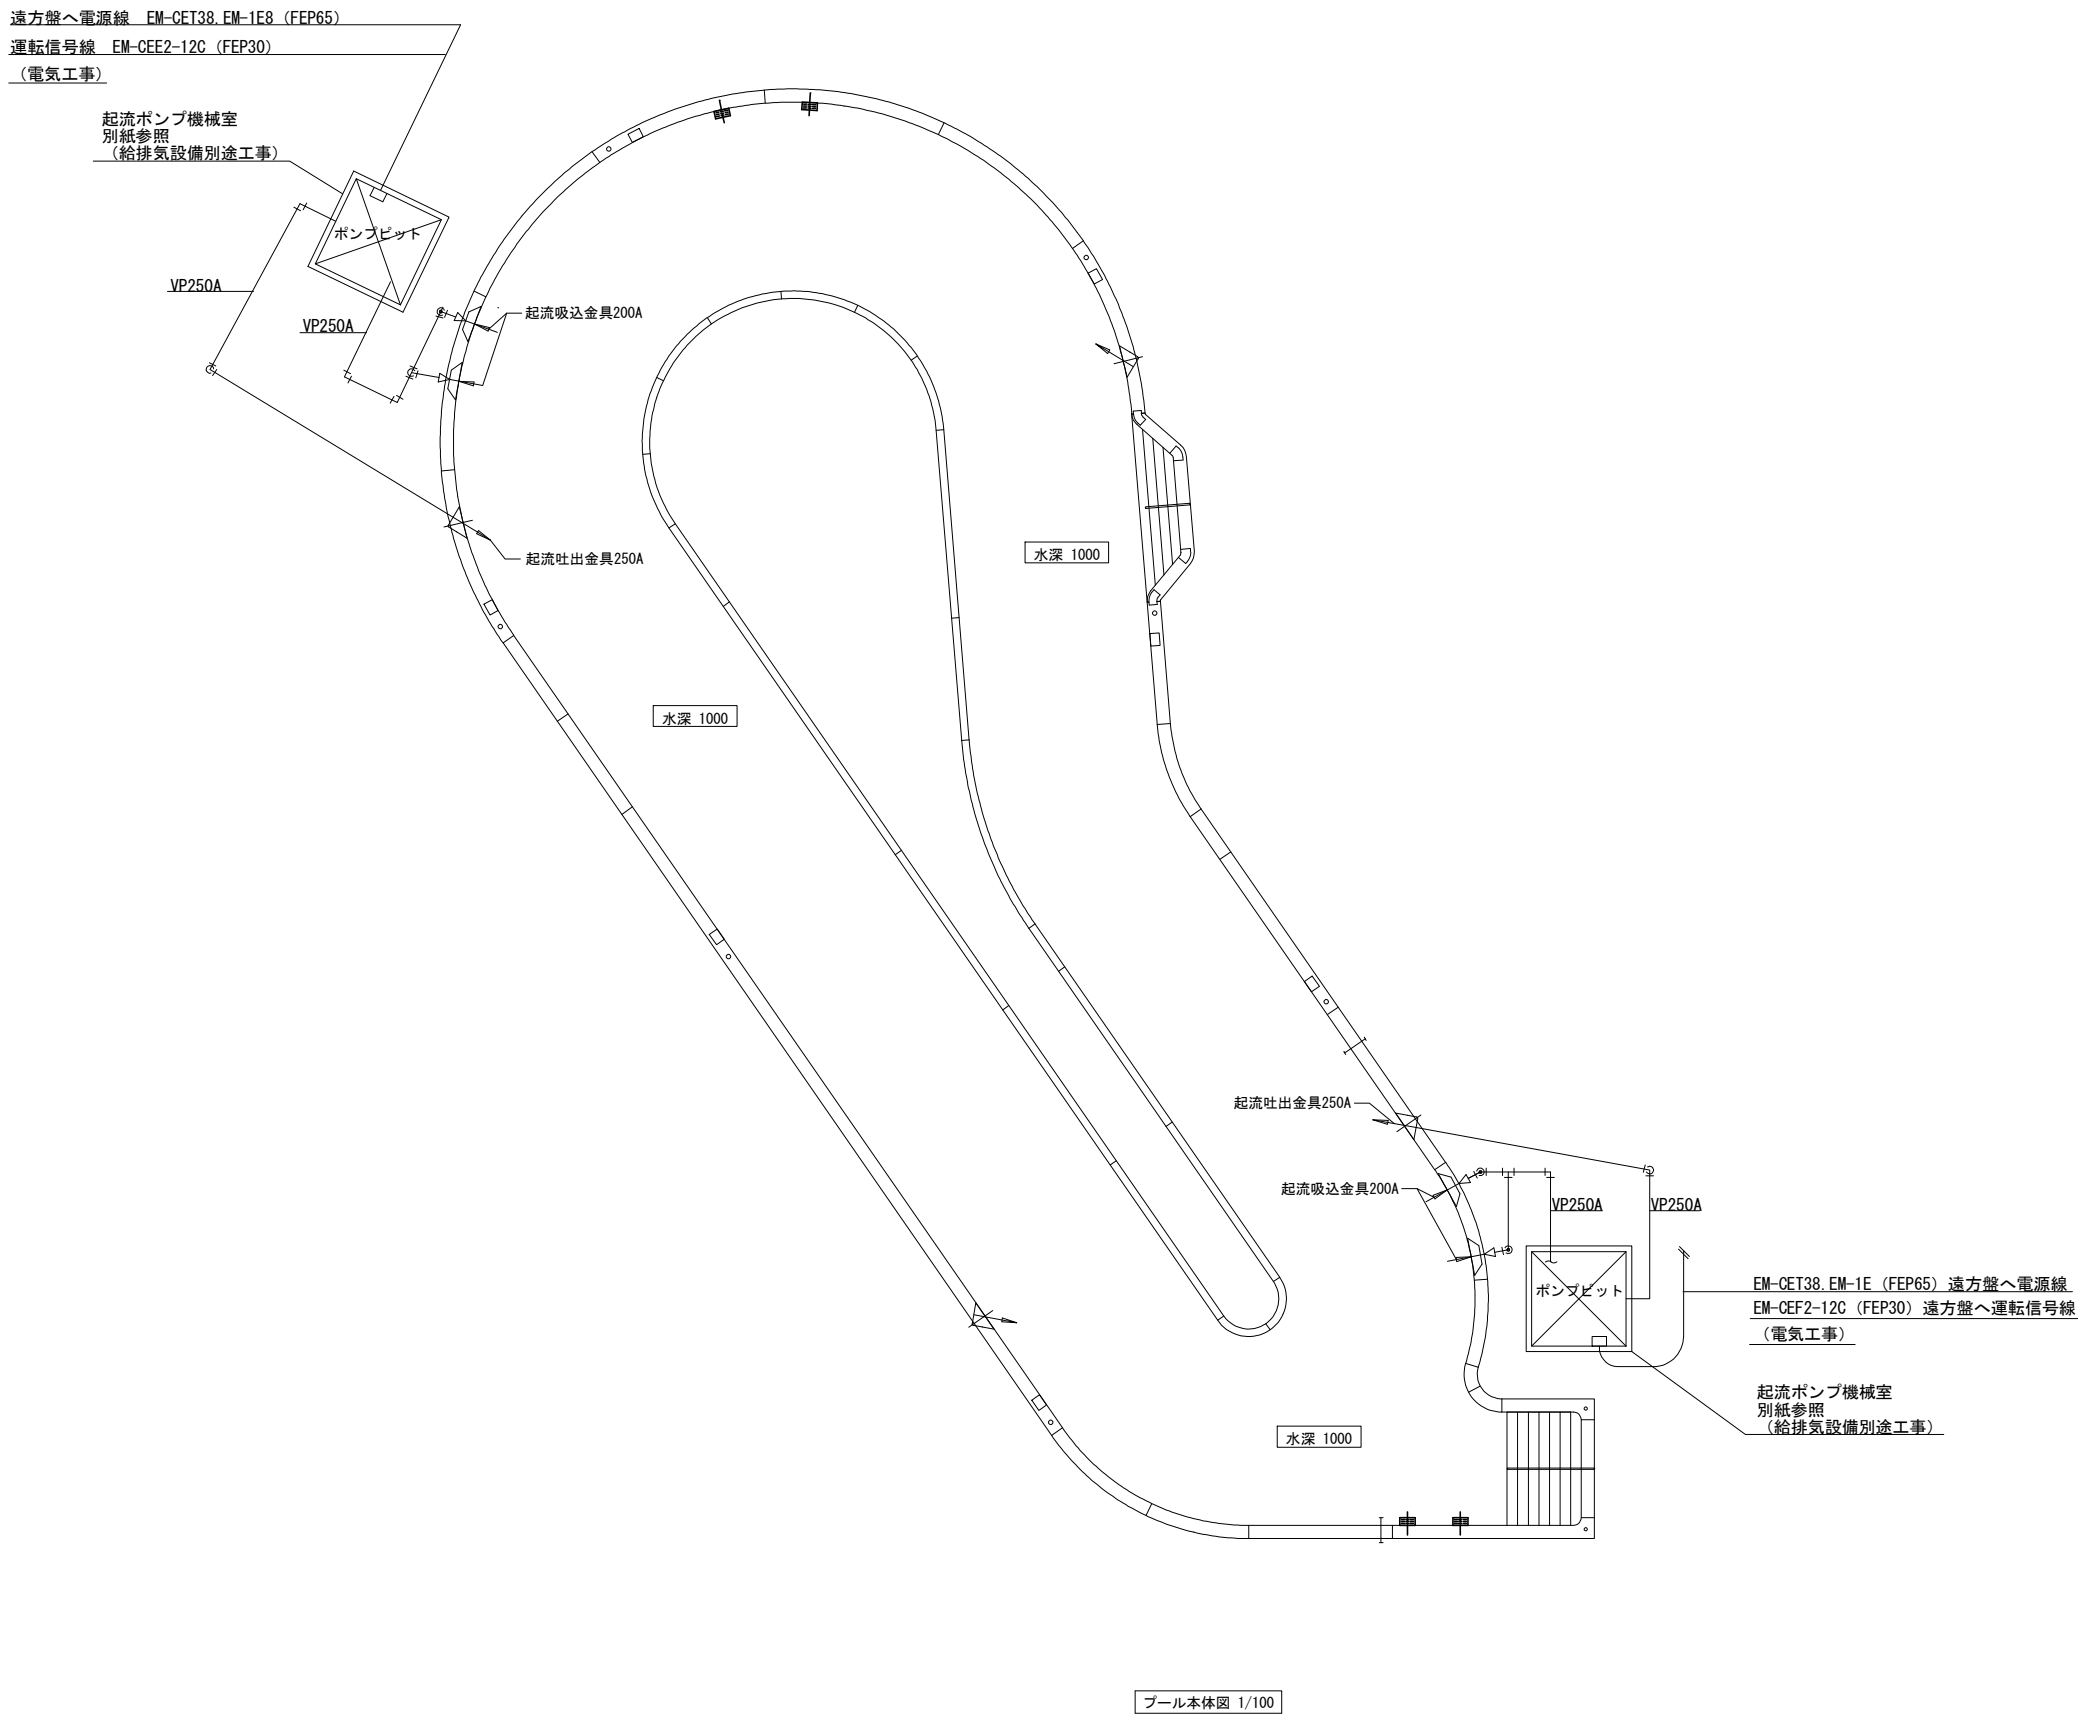 遠方盤へ電源線　EM-CET38.EM-1E8（FEP65）
運転信号線　EM-CEE2-12C（FEP30）
（電気工事）
起流ポンプ機械室
別紙参照
（給排気設備別途工事）
ポンプピット
VP250A
VP250A
起流吸込金具200A
起流吐出金具250A
水深 1000
水深 1000
起流吐出金具250A
起流吸込金具200A
VP250A
VP250A
ポンプピット
EM-CET38.EM-1E（FEP65）遠方盤へ電源線
EM-CEF2-12C（FEP30）遠方盤へ運転信号線
（電気工事）
起流ポンプ機械室
別紙参照
（給排気設備別途工事）
水深 1000
プール本体図 1/100